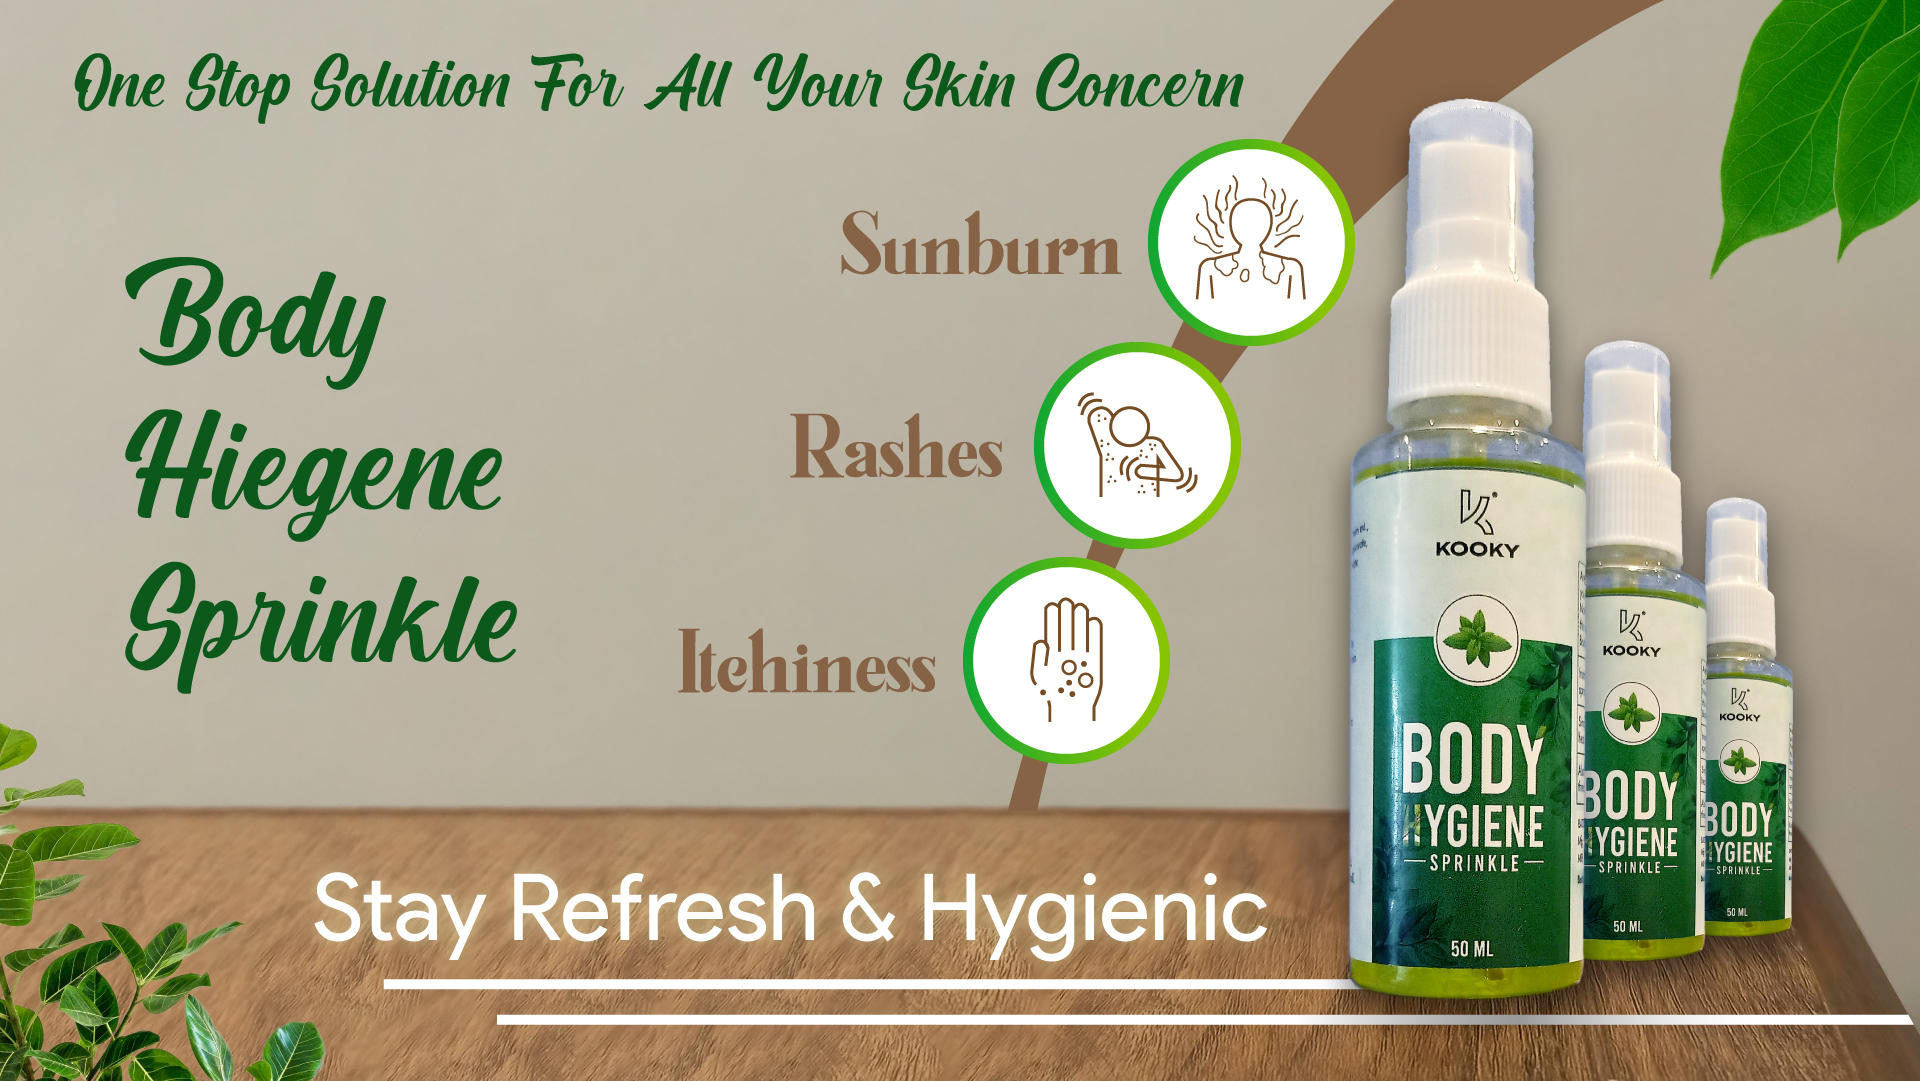 One Stop Solution For All Your Skin Concern
Body
Hiegene
Sprinkle
Sunburn
Rashes
Itchiness
Stay Refresh & Hygienic
KOOKY
BODY
HYGIENE
SPRINKLE
50 ML
KOOKY
BODY
HYGIENE
SPRINKLE
50 ML
KOOKY
BODY
HYGIENE
SPRINKLE
50 ML